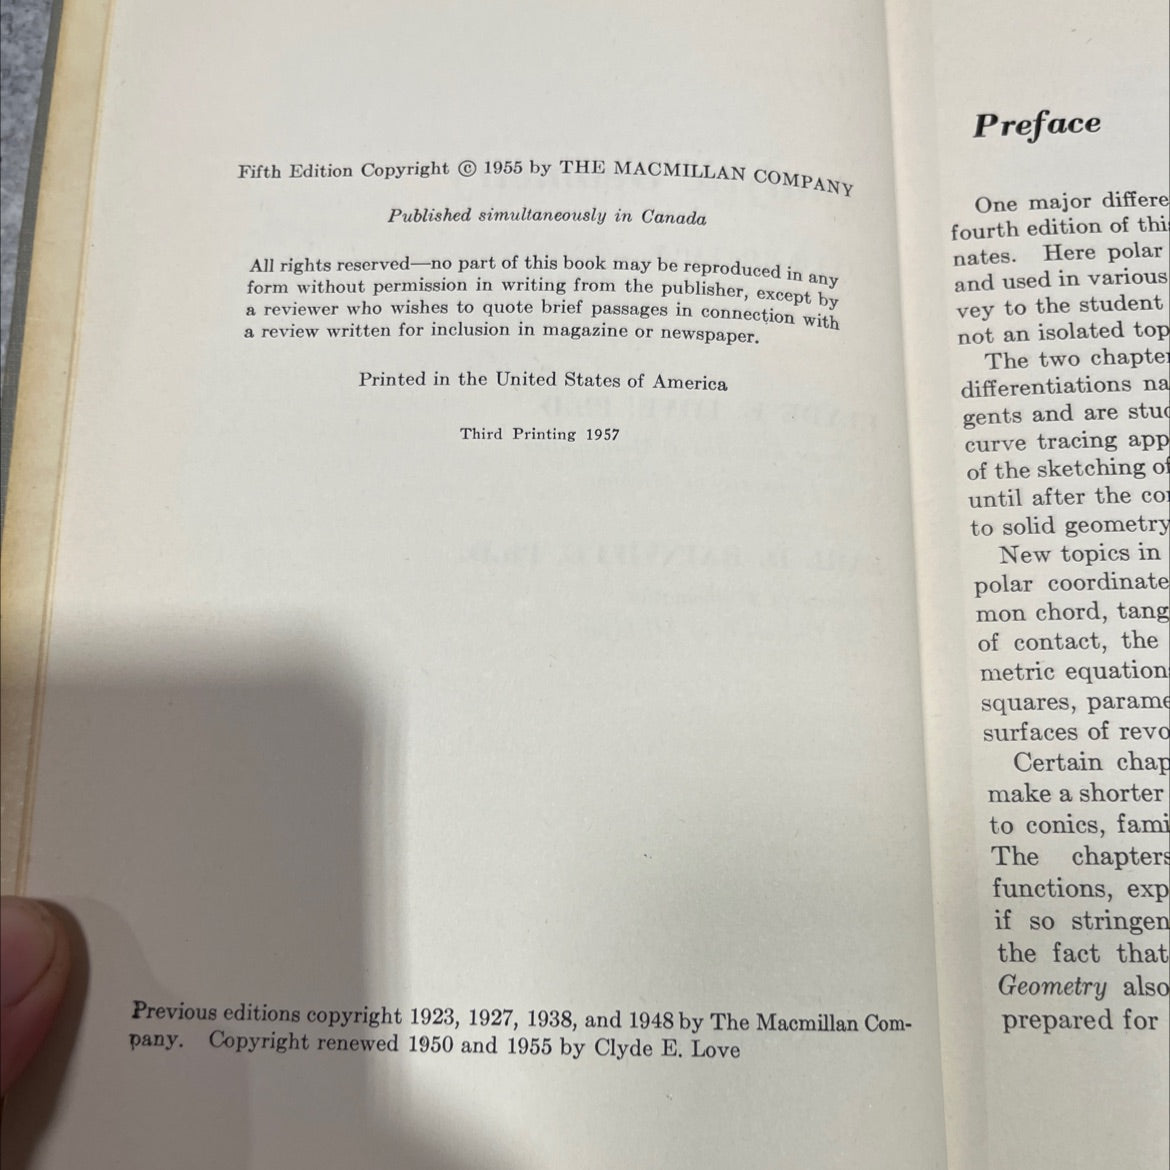 Fifth Edition Copyright © 1955 by THE MACMILLAN COMPANY
Published simultaneously in Canada
All rights reserved—no part of this book may be reproduced in any
form without permission in writing from the publisher, except by
a reviewer who wishes to quote brief passages in connection with
a review written for inclusion in magazine or newspaper.
Printed in the United States of America
Third Printing 1957
Previous editions copyright 1923, 1927, 1938, and 1948 by The Macmillan Com-
pany. Copyright renewed 1950 and 1955 by Clyde E. Love
Preface
One major differe
fourth edition of thi
nates. Here polar
and used in various
vey to the student
not an isolated top
The two chapter
differentiations na
gents and are stud
curve tracing app
of the sketching of
until after the con
to solid geometry
New topics in
polar coordinate
mon chord, tang
of contact, the
metric equation
squares, parame
surfaces of revo
Certain chap
make a shorter
to conics, fami
The chapters
functions, exp
if so stringen
the fact that
Geometry also
prepared for